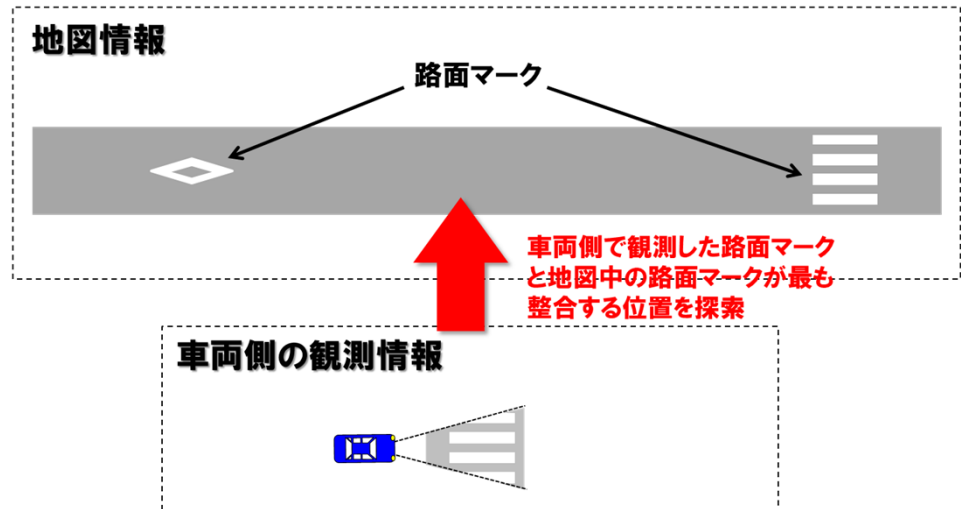 地図情報
路面マーク
車両側で観測した路面マーク
と地図中の路面マークが最も
整合する位置を探索
車両側の観測情報